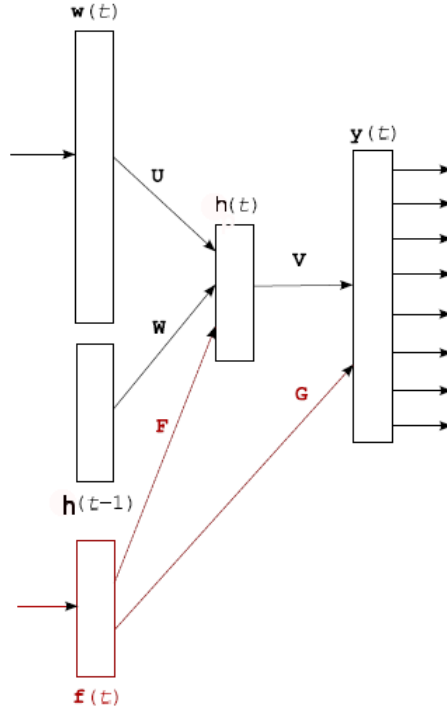 w(t)
y(t)
U
h(t)
V
W
G
F
h(t-1)
f(t)